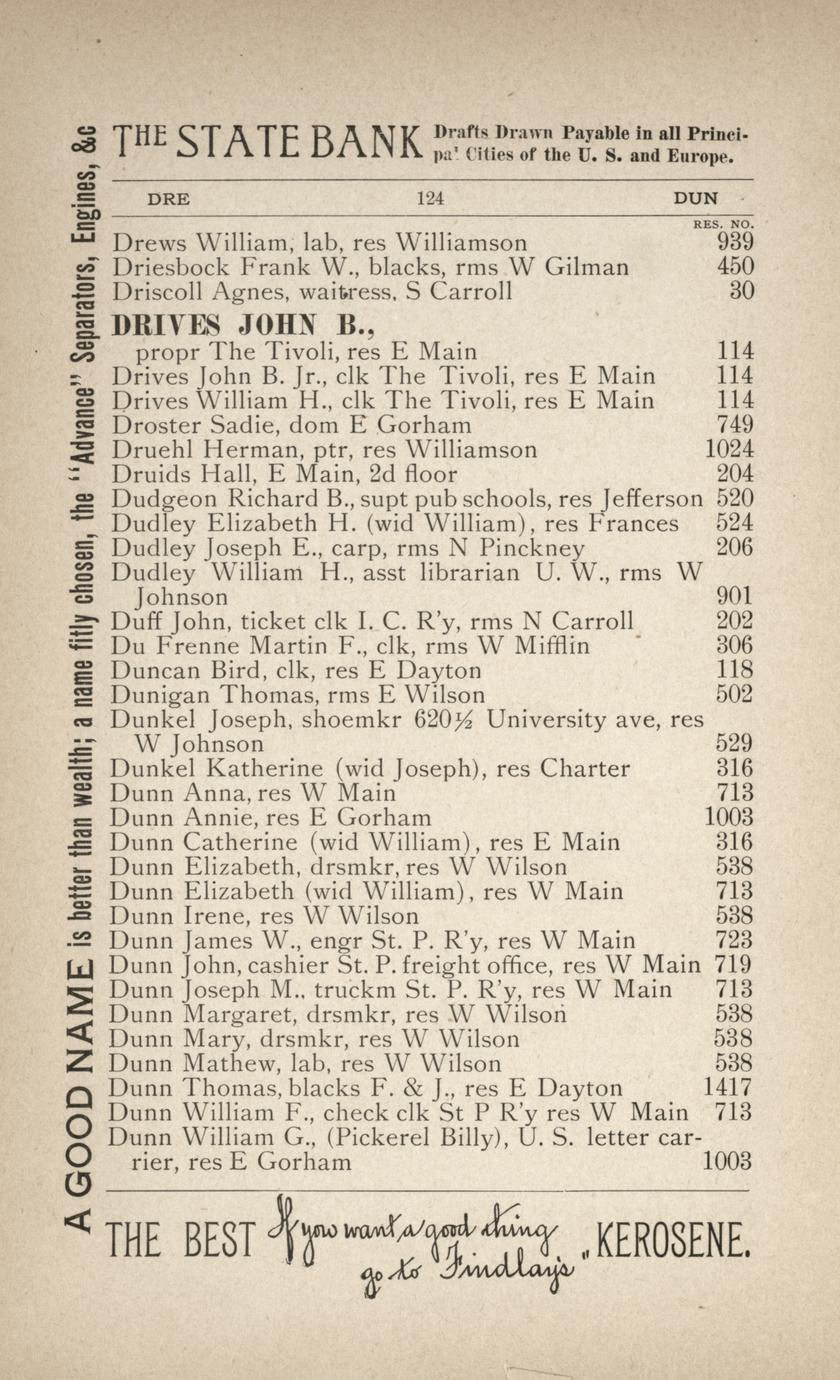 THE STATE BANK Drafts Drawn Payable in all Princi-
pal Cities of the U. S. and Europe.
DRE 124 DUN
RES. NO.
Drews William, lab, res Williamson 939
Driesbock Frank W., blacks, rms W Gilman 450
Driscoll Agnes, waitress, S Carroll 30
DRIVES JOHN B.,
propr The Tivoli, res E Main 114
Drives John B. Jr., clk The Tivoli, res E Main 114
Drives William H., clk The Tivoli, res E Main 114
Droster Sadie, dom E Gorham 749
Druehl Herman, ptr, res Williamson 1024
Druids Hall, E Main, 2d floor 204
Dudgeon Richard B., supt pub schools, res Jefferson 520
Dudley Elizabeth H. (wid William), res Frances 524
Dudley Joseph E., carp, rms N Pinckney 206
Dudley William H., asst librarian U. W., rms W
Johnson 901
Duff John, ticket clk I. C. R'y, rms N Carroll 202
Du Frenne Martin F., clk, rms W Mifflin 306
Duncan Bird, clk, res E Dayton 118
Dunigan Thomas, rms E Wilson 502
Dunkel Joseph, shoemkr 620½ University ave, res
W Johnson 529
Dunkel Katherine (wid Joseph), res Charter 316
Dunn Anna, res W Main 713
Dunn Annie, res E Gorham 1003
Dunn Catherine (wid William), res E Main 316
Dunn Elizabeth, drsmkr, res W Wilson 538
Dunn Elizabeth (wid William), res W Main 713
Dunn Irene, res W Wilson 538
Dunn James W., engr St. P. R'y, res W Main 723
Dunn John, cashier St. P. freight office, res W Main 719
Dunn Joseph M., truckm St. P. R'y, res W Main 713
Dunn Margaret, drsmkr, res W Wilson 538
Dunn Mary, drsmkr, res W Wilson 538
Dunn Mathew, lab, res W Wilson 538
Dunn Thomas, blacks F. & J., res E Dayton 1417
Dunn William F., check clk St P R'y res W Main 713
Dunn William G., (Pickerel Billy), U. S. letter car-
rier, res E Gorham 1003
THE BEST If you want a good thing KEROSENE.
go to Findlay's
A GOOD NAME is better than wealth; a name fitly chosen, the "Advance" Separators, Engines, &c